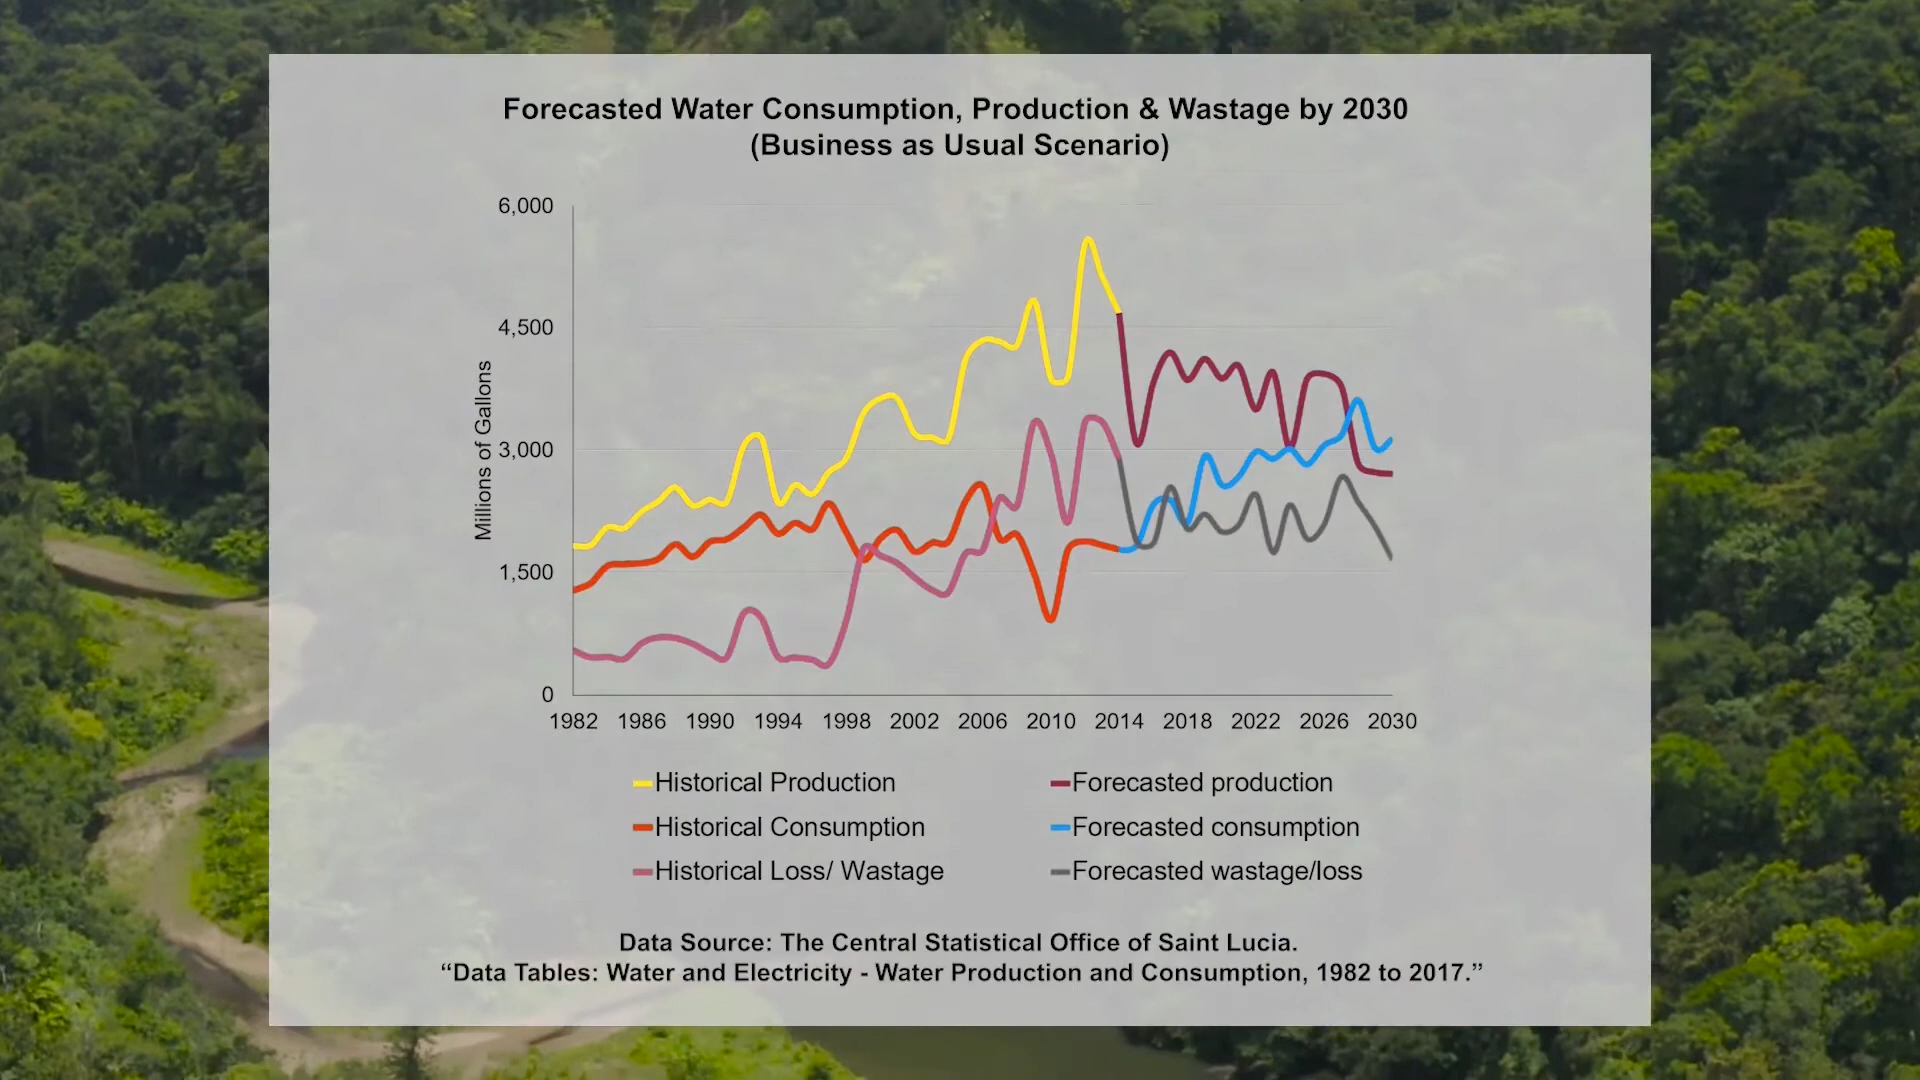 Forecasted Water Consumption, Production & Wastage by 2030
(Business as Usual Scenario)
Millions of Gallons
6,000
4,500
3,000
1,500
0
1982 1986 1990 1994 1998 2002 2006 2010 2014 2018 2022 2026 2030
Historical Production
Forecasted production
Historical Consumption
Forecasted consumption
Historical Loss/ Wastage
Forecasted wastage/loss
Data Source: The Central Statistical Office of Saint Lucia.
“Data Tables: Water and Electricity - Water Production and Consumption, 1982 to 2017.”